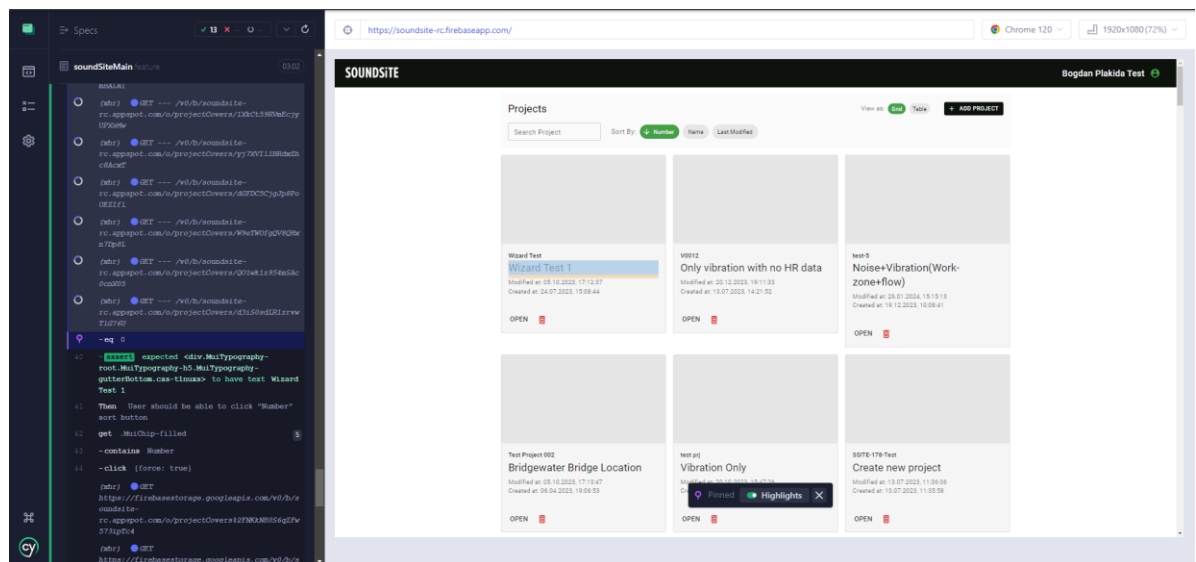 Specs
13
--
--
https://soundsite-rc.firebaseapp.com/
Chrome 120
1920x1080 (72%)
soundSiteMain feature
03:02
(xhr) GET --- /v0/b/soundsite-
rc.appspot.com/o/projectCovers/
(xhr) GET --- /v0/b/soundsite-
rc.appspot.com/o/projectCovers/
(xhr) GET --- /v0/b/soundsite-
rc.appspot.com/o/projectCovers/
(xhr) GET --- /v0/b/soundsite-
rc.appspot.com/o/projectCovers/
(xhr) GET --- /v0/b/soundsite-
rc.appspot.com/o/projectCovers/
(xhr) GET --- /v0/b/soundsite-
rc.appspot.com/o/projectCovers/
-eq 0
40 -assert expected <div.MuiTypography-
root.MuiTypography-h5.MuiTypography-
to have text Wizard
Test 1
41 Then User should be able to click "Number"
sort button
42 get .MuiChip-filled
5
43 -contains Number
44 -click {force: true}
(xhr) GET
https://firebasestorage.googleapis.com/v0/b/s
oundsite-
rc.appspot.com/o/
(xhr) GET
https://firebasestorage.googleapis.com/v0/b/s
cy
SOUNDSiTE
Bogdan Plakida Test
Projects
View as: Grid Table
+ ADD PROJECT
Search Project
Sort By: Number Name Last Modified
Wizard Test
Wizard Test 1
Modified at: 05.10.2023, 17:12:37
Created at: 24.07.2023, 15:08:44
OPEN
V0012
Only vibration with no HR data
Modified at: 20.12.2023, 19:11:33
Created at: 13.07.2023, 14:21:52
OPEN
test-5
Noise+Vibration(Work-
zone+flow)
Modified at: 26.01.2024, 15:15:13
Created at: 19.12.2023, 10:08:41
OPEN
Test Project 002
Bridgewater Bridge Location
Modified at: 05.10.2023, 17:13:47
Created at: 06.04.2023, 19:06:53
OPEN
test prj
Vibration Only
OPEN
SSITE-178-Test
Create new project
Modified at: 13.07.2023, 11:36:36
Created at: 13.07.2023, 11:35:58
OPEN
Pinned
Highlights